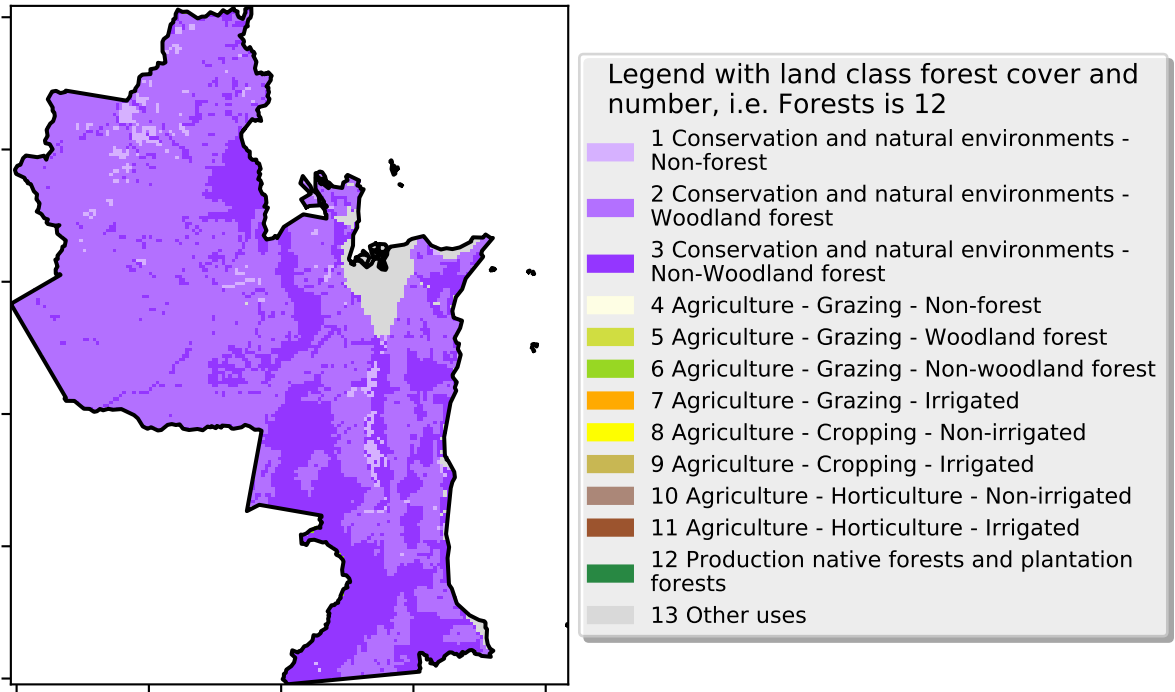 Legend with land class forest cover and
number, i.e. Forests is 12
1 Conservation and natural environments -
Non-forest
2 Conservation and natural environments -
Woodland forest
3 Conservation and natural environments -
Non-Woodland forest
4 Agriculture - Grazing - Non-forest
5 Agriculture - Grazing - Woodland forest
6 Agriculture - Grazing - Non-woodland forest
7 Agriculture - Grazing - Irrigated
8 Agriculture - Cropping - Non-irrigated
9 Agriculture - Cropping - Irrigated
10 Agriculture - Horticulture - Non-irrigated
11 Agriculture - Horticulture - Irrigated
12 Production native forests and plantation
forests
13 Other uses